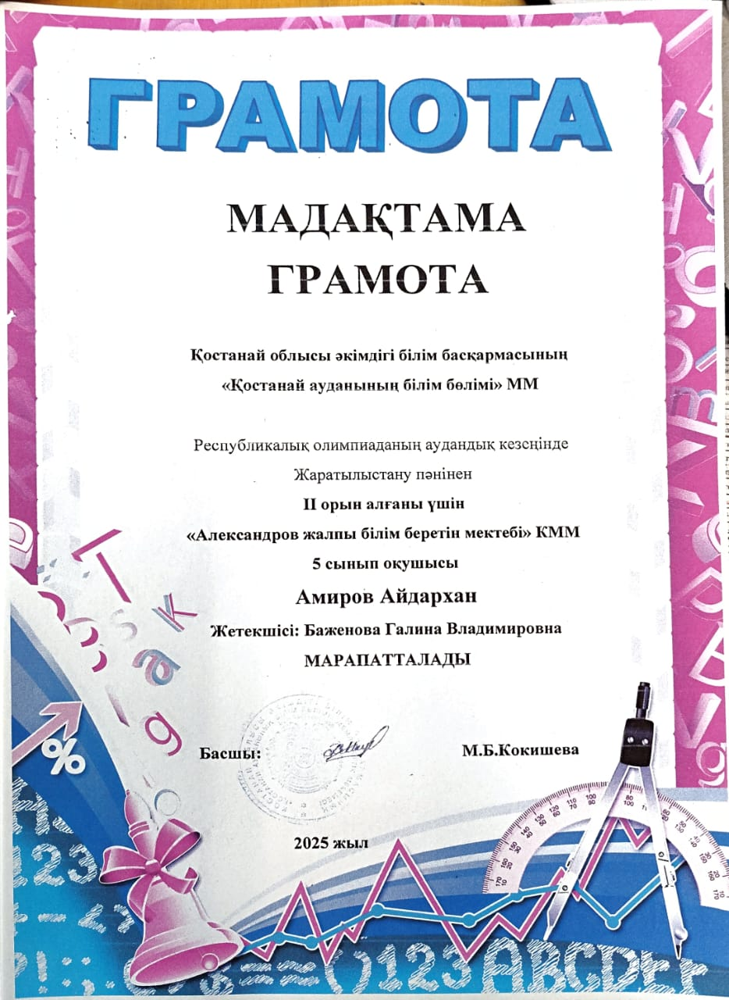 ГРАМОТА
МАДАҚТАМА
ГРАМОТА
Қостанай облысы әкімдігі білім басқармасының
«Қостанай ауданының білім бөлімі» ММ
Республикалық олимпиаданың аудандық кезеңінде
Жаратылыстану пәнінен
II орын алғаны үшін
«Александров жалпы білім беретін мектебі» КММ
5 сынып оқушысы
Амиров Айдархан
Жетекшісі: Баженова Галина Владимировна
МАРАПАТТАЛАДЫ
Басшы: М.Б.Кокишева
2025 жыл
%
123
()123ABCDEF